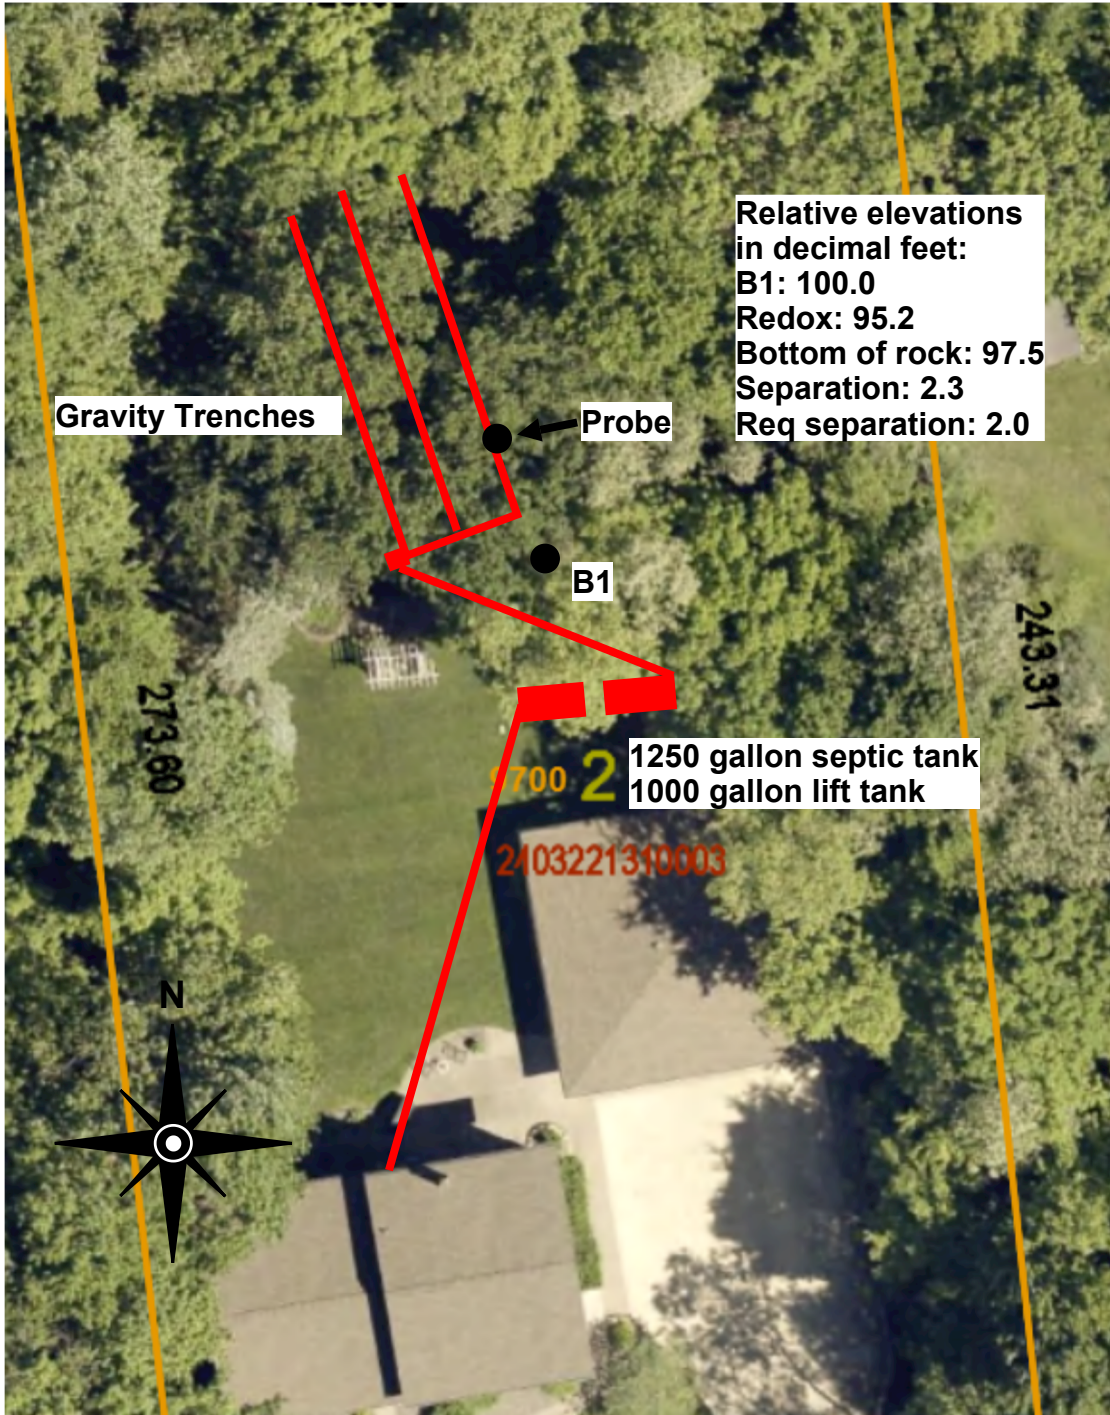 Relative elevations
in decimal feet:
B1: 100.0
Redox: 95.2
Bottom of rock: 97.5
Separation: 2.3
Req separation: 2.0
Gravity Trenches
Probe
B1
243.31
273.60
1250 gallon septic tank
1000 gallon lift tank
700 2
2403221310003
N